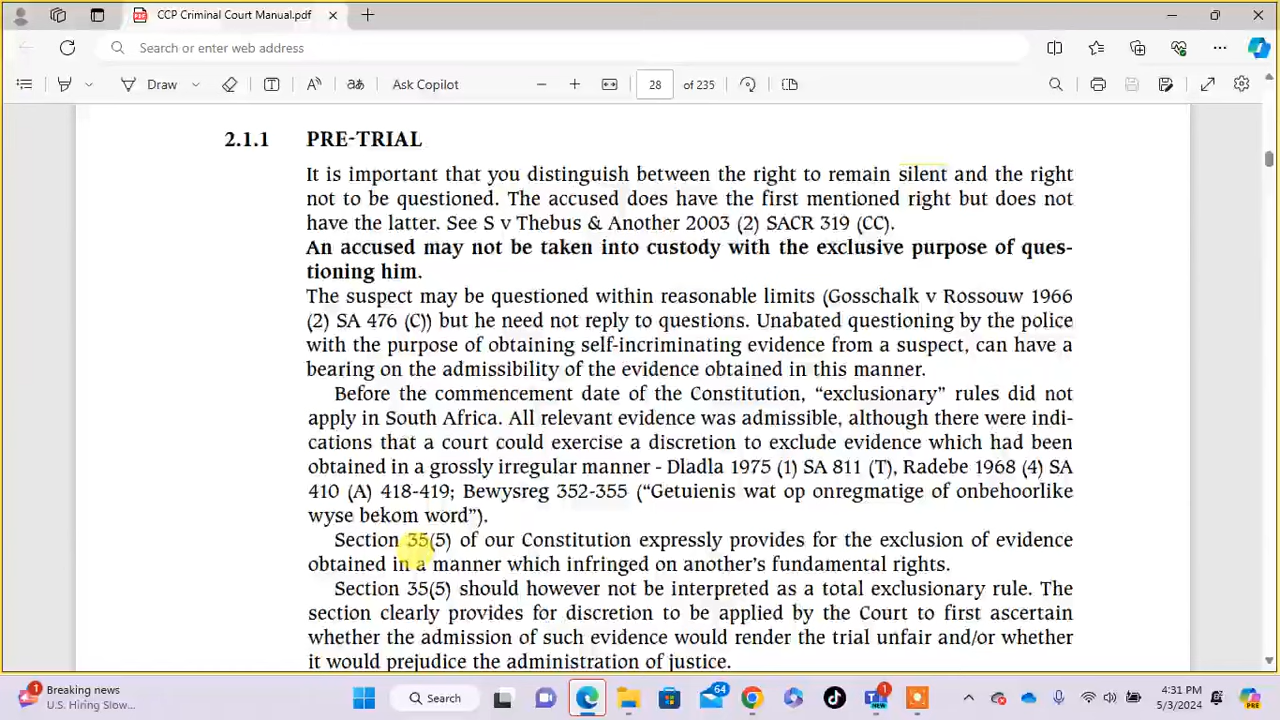 CCP Criminal Court Manual.pdf
Search or enter web address
Draw
aあ
Ask Copilot
28 of 235
2.1.1 PRE-TRIAL
It is important that you distinguish between the right to remain silent and the right
not to be questioned. The accused does have the first mentioned right but does not
have the latter. See S v Thebus & Another 2003 (2) SACR 319 (CC).
An accused may not be taken into custody with the exclusive purpose of ques-
tioning him.
The suspect may be questioned within reasonable limits (Gosschalk v Rossouw 1966
(2) SA 476 (C)) but he need not reply to questions. Unabated questioning by the police
with the purpose of obtaining self-incriminating evidence from a suspect, can have a
bearing on the admissibility of the evidence obtained in this manner.
Before the commencement date of the Constitution, “exclusionary” rules did not
apply in South Africa. All relevant evidence was admissible, although there were indi-
cations that a court could exercise a discretion to exclude evidence which had been
obtained in a grossly irregular manner - Dladla 1975 (1) SA 811 (T), Radebe 1968 (4) SA
410 (A) 418-419; Bewysreg 352-355 (“Getuienis wat op onregmatige of onbehoorlike
wyse bekom word”).
Section 35(5) of our Constitution expressly provides for the exclusion of evidence
obtained in a manner which infringed on another’s fundamental rights.
Section 35(5) should however not be interpreted as a total exclusionary rule. The
section clearly provides for discretion to be applied by the Court to first ascertain
whether the admission of such evidence would render the trial unfair and/or whether
it would prejudice the administration of justice.
1
Breaking news
U.S. Hiring Slow...
Search
64
NEW
1
4:31 PM
5/3/2024
PRE